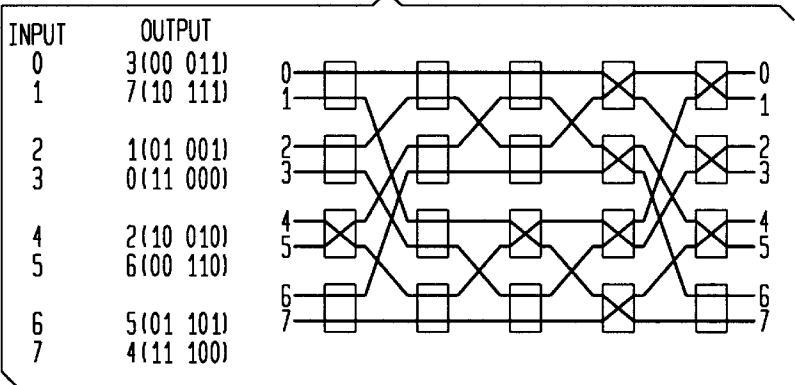 INPUT OUTPUT
0 3(00 011)
1 7(10 111)
2 1(01 001)
3 0(11 000)
4 2(10 010)
5 6(00 110)
6 5(01 101)
7 4(11 100)
0 0
1 1
2 2
3 3
4 4
5 5
6 6
7 7